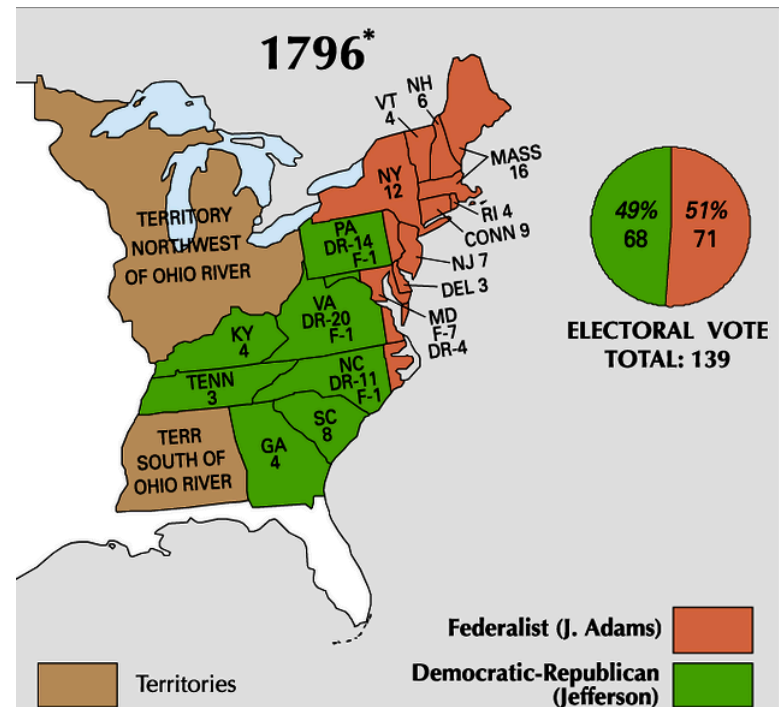 1796*
NH
6
VT
4
MASS
16
NY
12
RI 4
CONN 9
NJ 7
DEL 3
MD
F-7
DR-4
TERRITORY
NORTHWEST
OF OHIO RIVER
PA
DR-14
F-1
VA
DR-20
F-1
KY
4
NC
DR-11
F-1
TENN
3
SC
8
GA
4
TERR
SOUTH OF
OHIO RIVER
49%
68
51%
71
ELECTORAL VOTE
TOTAL: 139
Federalist (J. Adams)
Democratic-Republican
(Jefferson)
Territories